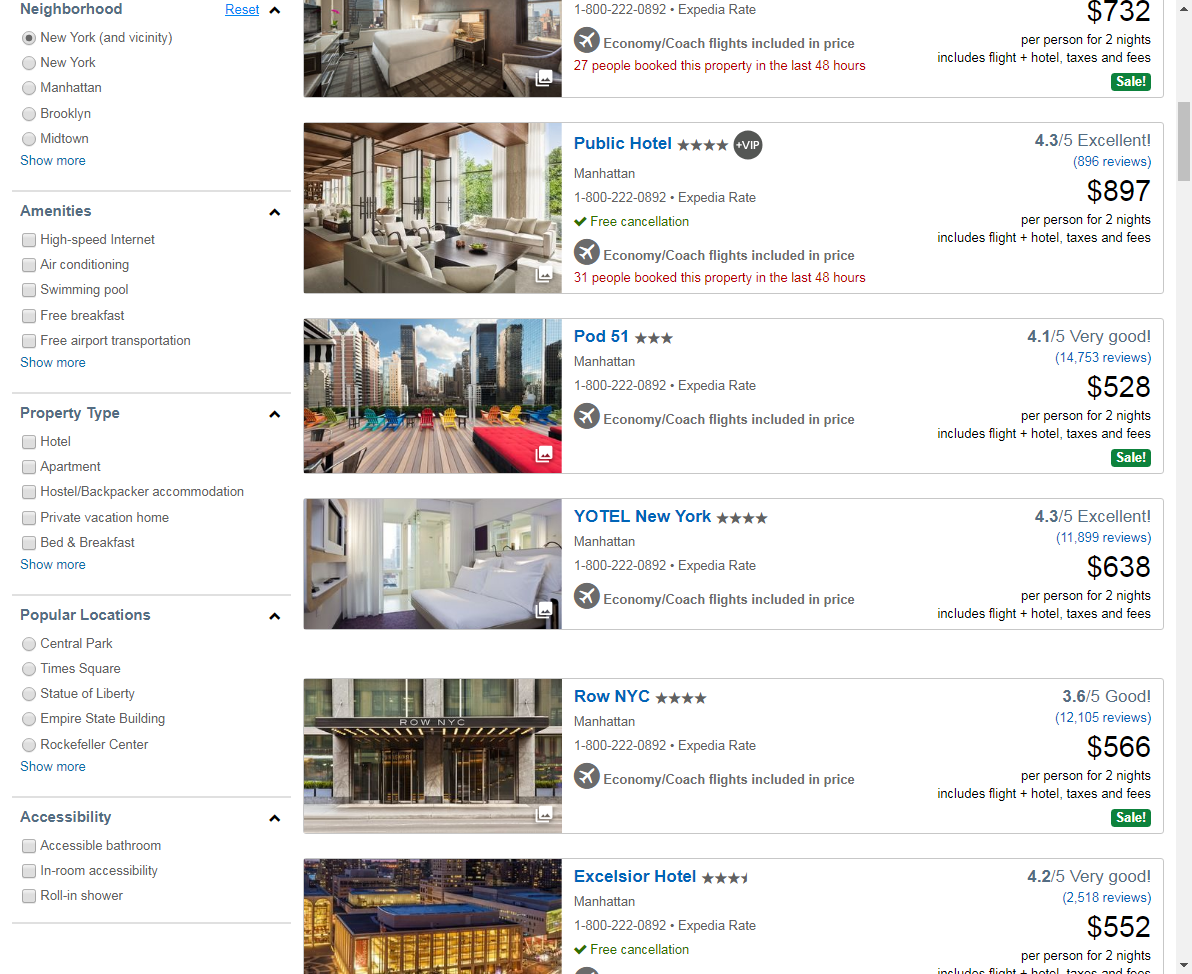 Neighborhood Reset
New York (and vicinity)
New York
Manhattan
Brooklyn
Midtown
Show more
Amenities
High-speed Internet
Air conditioning
Swimming pool
Free breakfast
Free airport transportation
Show more
Property Type
Hotel
Apartment
Hostel/Backpacker accommodation
Private vacation home
Bed & Breakfast
Show more
Popular Locations
Central Park
Times Square
Statue of Liberty
Empire State Building
Rockefeller Center
Show more
Accessibility
Accessible bathroom
In-room accessibility
Roll-in shower
1-800-222-0892 • Expedia Rate
Economy/Coach flights included in price
27 people booked this property in the last 48 hours
$732
per person for 2 nights
includes flight + hotel, taxes and fees
Sale!
Public Hotel +VIP
Manhattan
1-800-222-0892 • Expedia Rate
Free cancellation
Economy/Coach flights included in price
31 people booked this property in the last 48 hours
4.3/5 Excellent!
(896 reviews)
$897
per person for 2 nights
includes flight + hotel, taxes and fees
Pod 51
Manhattan
1-800-222-0892 • Expedia Rate
Economy/Coach flights included in price
4.1/5 Very good!
(14,753 reviews)
$528
per person for 2 nights
includes flight + hotel, taxes and fees
Sale!
YOTEL New York
Manhattan
1-800-222-0892 • Expedia Rate
Economy/Coach flights included in price
4.3/5 Excellent!
(11,899 reviews)
$638
per person for 2 nights
includes flight + hotel, taxes and fees
ROW NYC
Row NYC
Manhattan
1-800-222-0892 • Expedia Rate
Economy/Coach flights included in price
3.6/5 Good!
(12,105 reviews)
$566
per person for 2 nights
includes flight + hotel, taxes and fees
Sale!
Excelsior Hotel
Manhattan
1-800-222-0892 • Expedia Rate
Free cancellation
4.2/5 Very good!
(2,518 reviews)
$552
per person for 2 nights
includes flight + hotel, taxes and fees